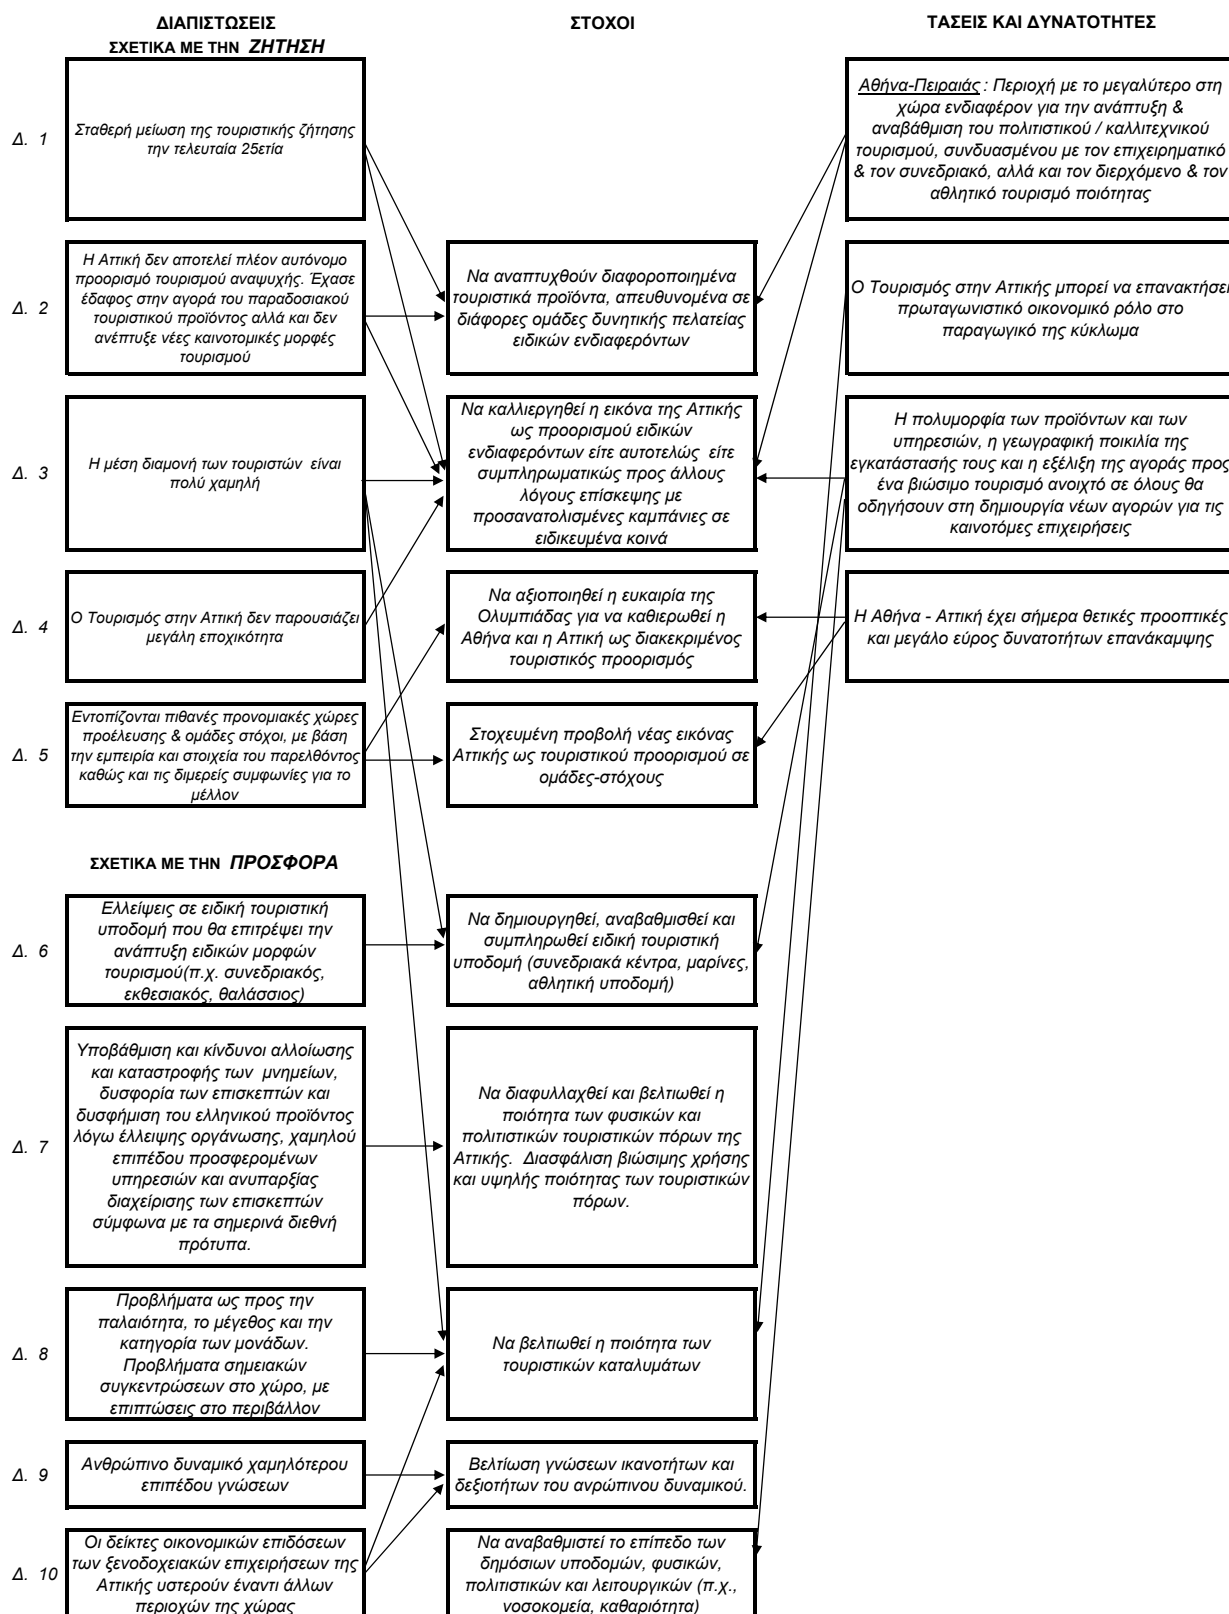 ΔΙΑΠΙΣΤΩΣΕΙΣ
ΣΧΕΤΙΚΑ ΜΕ ΤΗΝ ΖΗΤΗΣΗ
ΣΤΟΧΟΙ
ΤΑΣΕΙΣ ΚΑΙ ΔΥΝΑΤΟΤΗΤΕΣ
Δ. 1
Σταθερή μείωση της τουριστικής ζήτησης
την τελευταία 25ετία
Αθήνα-Πειραιάς : Περιοχή με το μεγαλύτερο στη
χώρα ενδιαφέρον για την ανάπτυξη &
αναβάθμιση του πολιτιστικού / καλλιτεχνικού
τουρισμού, συνδυασμένου με τον επιχειρηματικό
& τον συνεδριακό, αλλά και τον διερχόμενο & τον
αθλητικό τουρισμό ποιότητας
Δ. 2
Η Αττική δεν αποτελεί πλέον αυτόνομο
προορισμό τουρισμού αναψυχής. Έχασε
έδαφος στην αγορά του παραδοσιακού
τουριστικού προϊόντος αλλά και δεν
ανέπτυξε νέες καινοτομικές μορφές
τουρισμού
Να αναπτυχθούν διαφοροποιημένα
τουριστικά προϊόντα, απευθυνομένα σε
διάφορες ομάδες δυνητικής πελατείας
ειδικών ενδιαφερόντων
Ο Τουρισμός στην Αττικής μπορεί να επανακτήσει
πρωταγωνιστικό οικονομικό ρόλο στο
παραγωγικό της κύκλωμα
Δ. 3
Η μέση διαμονή των τουριστών είναι
πολύ χαμηλή
Να καλλιεργηθεί η εικόνα της Αττικής
ως προορισμού ειδικών
ενδιαφερόντων είτε αυτοτελώς είτε
συμπληρωματικώς προς άλλους
λόγους επίσκεψης με
προσανατολισμένες καμπάνιες σε
ειδικευμένα κοινά
Η πολυμορφία των προϊόντων και των
υπηρεσιών, η γεωγραφική ποικιλία της
εγκατάστασής τους και η εξέλιξη της αγοράς προς
ένα βιώσιμο τουρισμό ανοιχτό σε όλους θα
οδηγήσουν στη δημιουργία νέων αγορών για τις
καινοτόμες επιχειρήσεις
Δ. 4
Ο Τουρισμός στην Αττική δεν παρουσιάζει
μεγάλη εποχικότητα
Να αξιοποιηθεί η ευκαιρία της
Ολυμπιάδας για να καθιερωθεί η
Αθήνα και η Αττική ως διακεκριμένος
τουριστικός προορισμός
Η Αθήνα - Αττική έχει σήμερα θετικές προοπτικές
και μεγάλο εύρος δυνατοτήτων επανάκαμψης
Δ. 5
Εντοπίζονται πιθανές προνομιακές χώρες
προέλευσης & ομάδες στόχοι, με βάση
την εμπειρία και στοιχεία του παρελθόντος
καθώς και τις διμερείς συμφωνίες για το
μέλλον
Στοχευμένη προβολή νέας εικόνας
Αττικής ως τουριστικού προορισμού σε
ομάδες-στόχους
ΣΧΕΤΙΚΑ ΜΕ ΤΗΝ ΠΡΟΣΦΟΡΑ
Δ. 6
Ελλείψεις σε ειδική τουριστική
υποδομή που θα επιτρέψει την
ανάπτυξη ειδικών μορφών
τουρισμού(π.χ. συνεδριακός,
εκθεσιακός, θαλάσσιος)
Να δημιουργηθεί, αναβαθμισθεί και
συμπληρωθεί ειδική τουριστική
υποδομή (συνεδριακά κέντρα, μαρίνες,
αθλητική υποδομή)
Δ. 7
Υποβάθμιση και κίνδυνοι αλλοίωσης
και καταστροφής των μνημείων,
δυσφορία των επισκεπτών και
δυσφήμιση του ελληνικού προϊόντος
λόγω έλλειψης οργάνωσης, χαμηλού
επιπέδου προσφερομένων
υπηρεσιών και ανυπαρξίας
διαχείρισης των επισκεπτών
σύμφωνα με τα σημερινά διεθνή
πρότυπα.
Να διαφυλλαχθεί και βελτιωθεί η
ποιότητα των φυσικών και
πολιτιστικών τουριστικών πόρων της
Αττικής. Διασφάλιση βιώσιμης χρήσης
και υψηλής ποιότητας των τουριστικών
πόρων.
Δ. 8
Προβλήματα ως προς την
παλαιότητα, το μέγεθος και την
κατηγορία των μονάδων.
Προβλήματα σημειακών
συγκεντρώσεων στο χώρο, με
επιπτώσεις στο περιβάλλον
Να βελτιωθεί η ποιότητα των
τουριστικών καταλυμάτων
Δ. 9
Ανθρώπινο δυναμικό χαμηλότερου
επιπέδου γνώσεων
Βελτίωση γνώσεων ικανοτήτων και
δεξιοτήτων του ανρώπινου δυναμικού.
Δ. 10
Οι δείκτες οικονομικών επιδόσεων
των ξενοδοχειακών επιχειρήσεων της
Αττικής υστερούν έναντι άλλων
περιοχών της χώρας
Να αναβαθμιστεί το επίπεδο των
δημόσιων υποδομών, φυσικών,
πολιτιστικών και λειτουργικών (π.χ.,
νοσοκομεία, καθαριότητα)